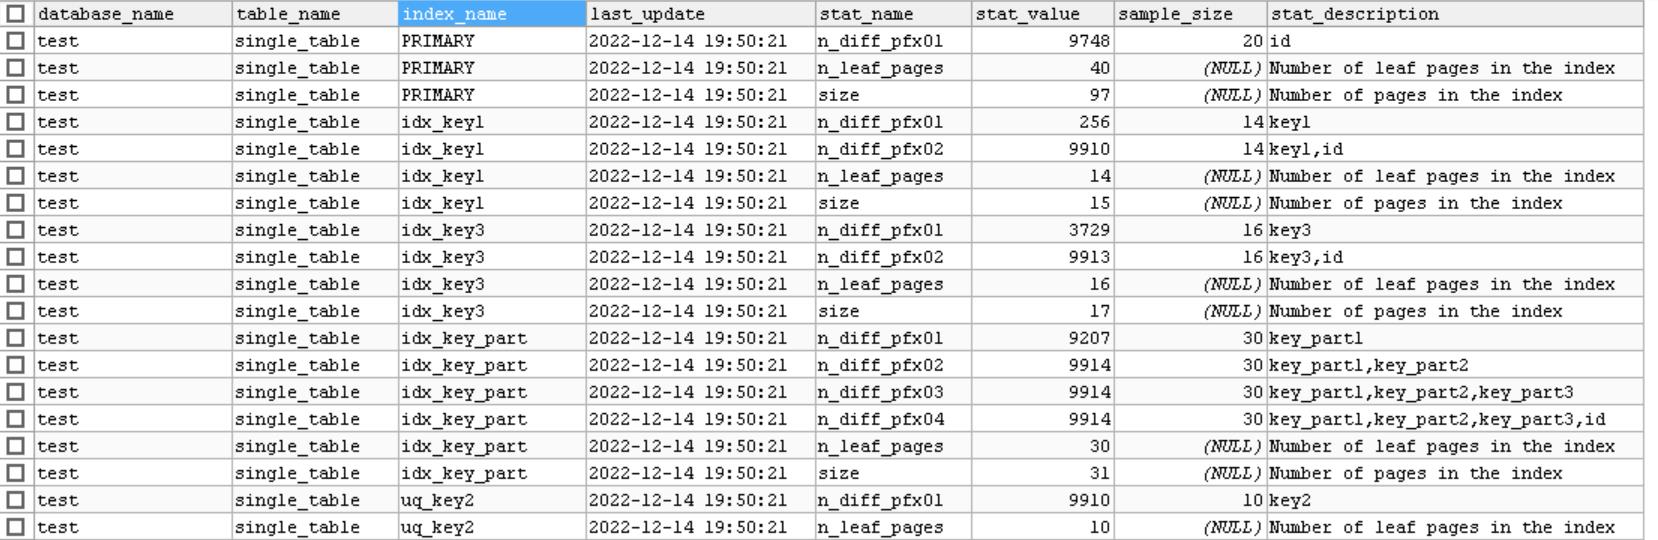 database_name table_name index_name last_update stat_name stat_value sample_size stat_description
test single_table PRIMARY 2022-12-14 19:50:21 n_diff_pfx01 9748 20 id
test single_table PRIMARY 2022-12-14 19:50:21 n_leaf_pages 40 (NULL) Number of leaf pages in the index
test single_table PRIMARY 2022-12-14 19:50:21 size 97 (NULL) Number of pages in the index
test single_table idx_key1 2022-12-14 19:50:21 n_diff_pfx01 256 14 key1
test single_table idx_key1 2022-12-14 19:50:21 n_diff_pfx02 9910 14 key1,id
test single_table idx_key1 2022-12-14 19:50:21 n_leaf_pages 14 (NULL) Number of leaf pages in the index
test single_table idx_key1 2022-12-14 19:50:21 size 15 (NULL) Number of pages in the index
test single_table idx_key3 2022-12-14 19:50:21 n_diff_pfx01 3729 16 key3
test single_table idx_key3 2022-12-14 19:50:21 n_diff_pfx02 9913 16 key3,id
test single_table idx_key3 2022-12-14 19:50:21 n_leaf_pages 16 (NULL) Number of leaf pages in the index
test single_table idx_key3 2022-12-14 19:50:21 size 17 (NULL) Number of pages in the index
test single_table idx_key_part 2022-12-14 19:50:21 n_diff_pfx01 9207 30 key_part1
test single_table idx_key_part 2022-12-14 19:50:21 n_diff_pfx02 9914 30 key_part1,key_part2
test single_table idx_key_part 2022-12-14 19:50:21 n_diff_pfx03 9914 30 key_part1,key_part2,key_part3
test single_table idx_key_part 2022-12-14 19:50:21 n_diff_pfx04 9914 30 key_part1,key_part2,key_part3,id
test single_table idx_key_part 2022-12-14 19:50:21 n_leaf_pages 30 (NULL) Number of leaf pages in the index
test single_table idx_key_part 2022-12-14 19:50:21 size 31 (NULL) Number of pages in the index
test single_table uq_key2 2022-12-14 19:50:21 n_diff_pfx01 9910 10 key2
test single_table uq_key2 2022-12-14 19:50:21 n_leaf_pages 10 (NULL) Number of leaf pages in the index